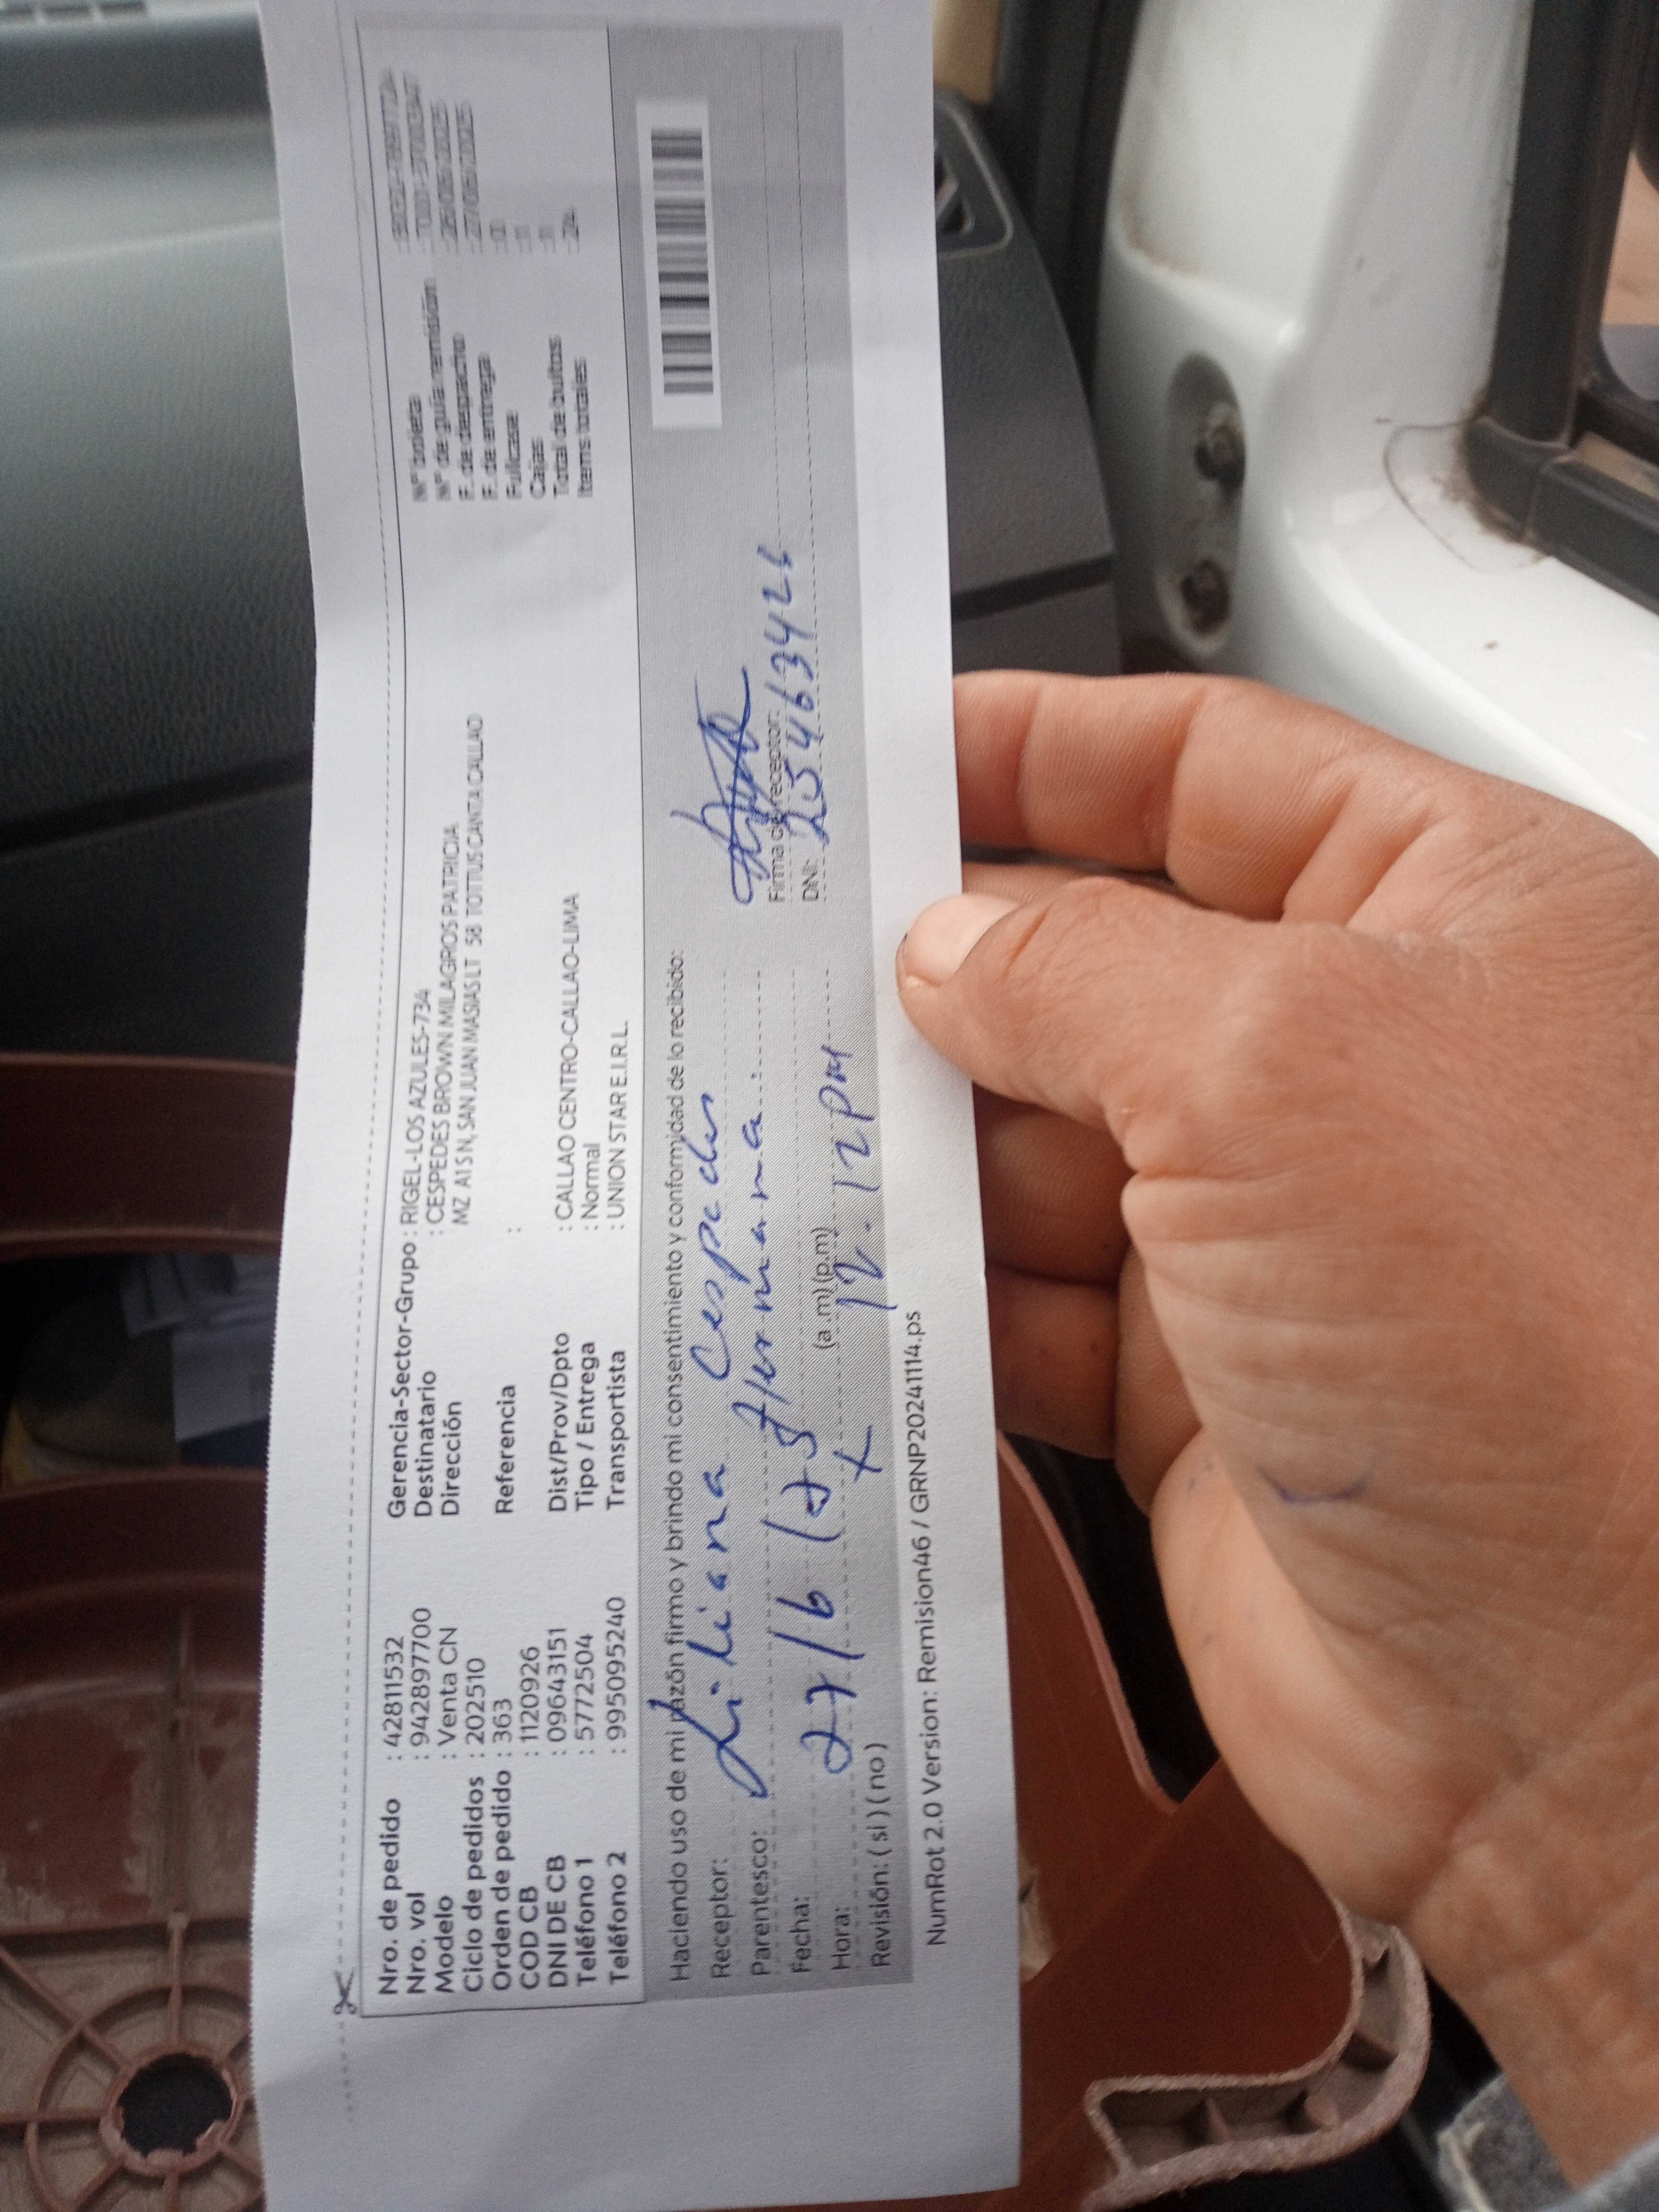 Nro. de pedido : 42811532
Nro. vol : 942897700
Modelo : Venta CN
Ciclo de pedidos : 202510
Orden de pedido : 363
COD CB : 1120926
DNI DE CB : 09643151
Teléfono 1 : 5772504
Teléfono 2 : 995095240
Gerencia-Sector-Grupo : RIGEL-LOS AZULES-734
Destinatario : CESPEDES BROWN MILAGROS PATRICIA
Dirección MZ A1 S N, SAN JUAN MASIAS LT 58 TOTTUS CANTA CALLAO
Referencia :
Dist/Prov/Dpto : CALLAO CENTRO-CALLAO-LIMA
Tipo / Entrega : Normal
Transportista : UNION STAR E.I.R.L.
N° boleta
N° de guía remisión
F. de despacho
F. de entrega
Fullcase
Cajas
Total de bultos
Items totales : 24
Haciendo uso de mi razón firmo y brindo mi consentimiento y conformidad de lo recibido:
Receptor: Liliana Cespedes
Parentesco: Hermana
Fecha: 27/6/25
Hora: (a.m) (p.m) 12.12pm
Revisión: ( si ) ( no )
Firma de receptor:
DNI: 25463426
NumRot 2.0 Version: Remision46 / GRNP20241114.ps